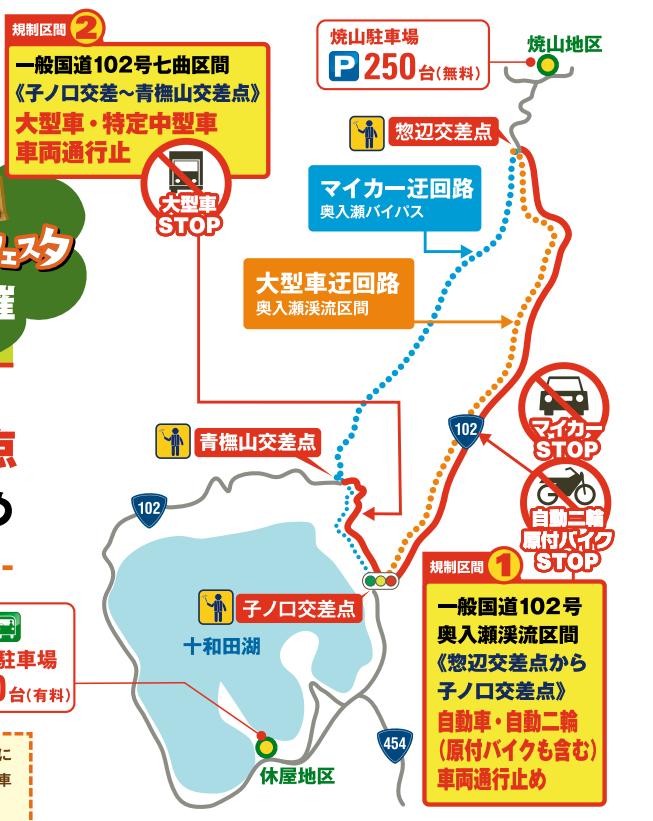 規制区間2
一般国道102号七曲区間
《子ノ口交差〜青橅山交差点》
大型車・特定中型車
車両通行止
大型車
STOP
焼山駐車場
P 250台(無料)
焼山地区
惣辺交差点
マイカー迂回路
奥入瀬バイパス
大型車迂回路
奥入瀬渓流区間
フェスタ
催
点
め
マイカー
STOP
102
自動二輪
原付バイク
STOP
青橅山交差点
102
規制区間1
一般国道102号
奥入瀬渓流区間
《惣辺交差点から
子ノ口交差点》
自動車・自動二輪
(原付バイクも含む)
車両通行止め
子ノ口交差点
十和田湖
駐車場
0台(有料)
454
休屋地区
に
車